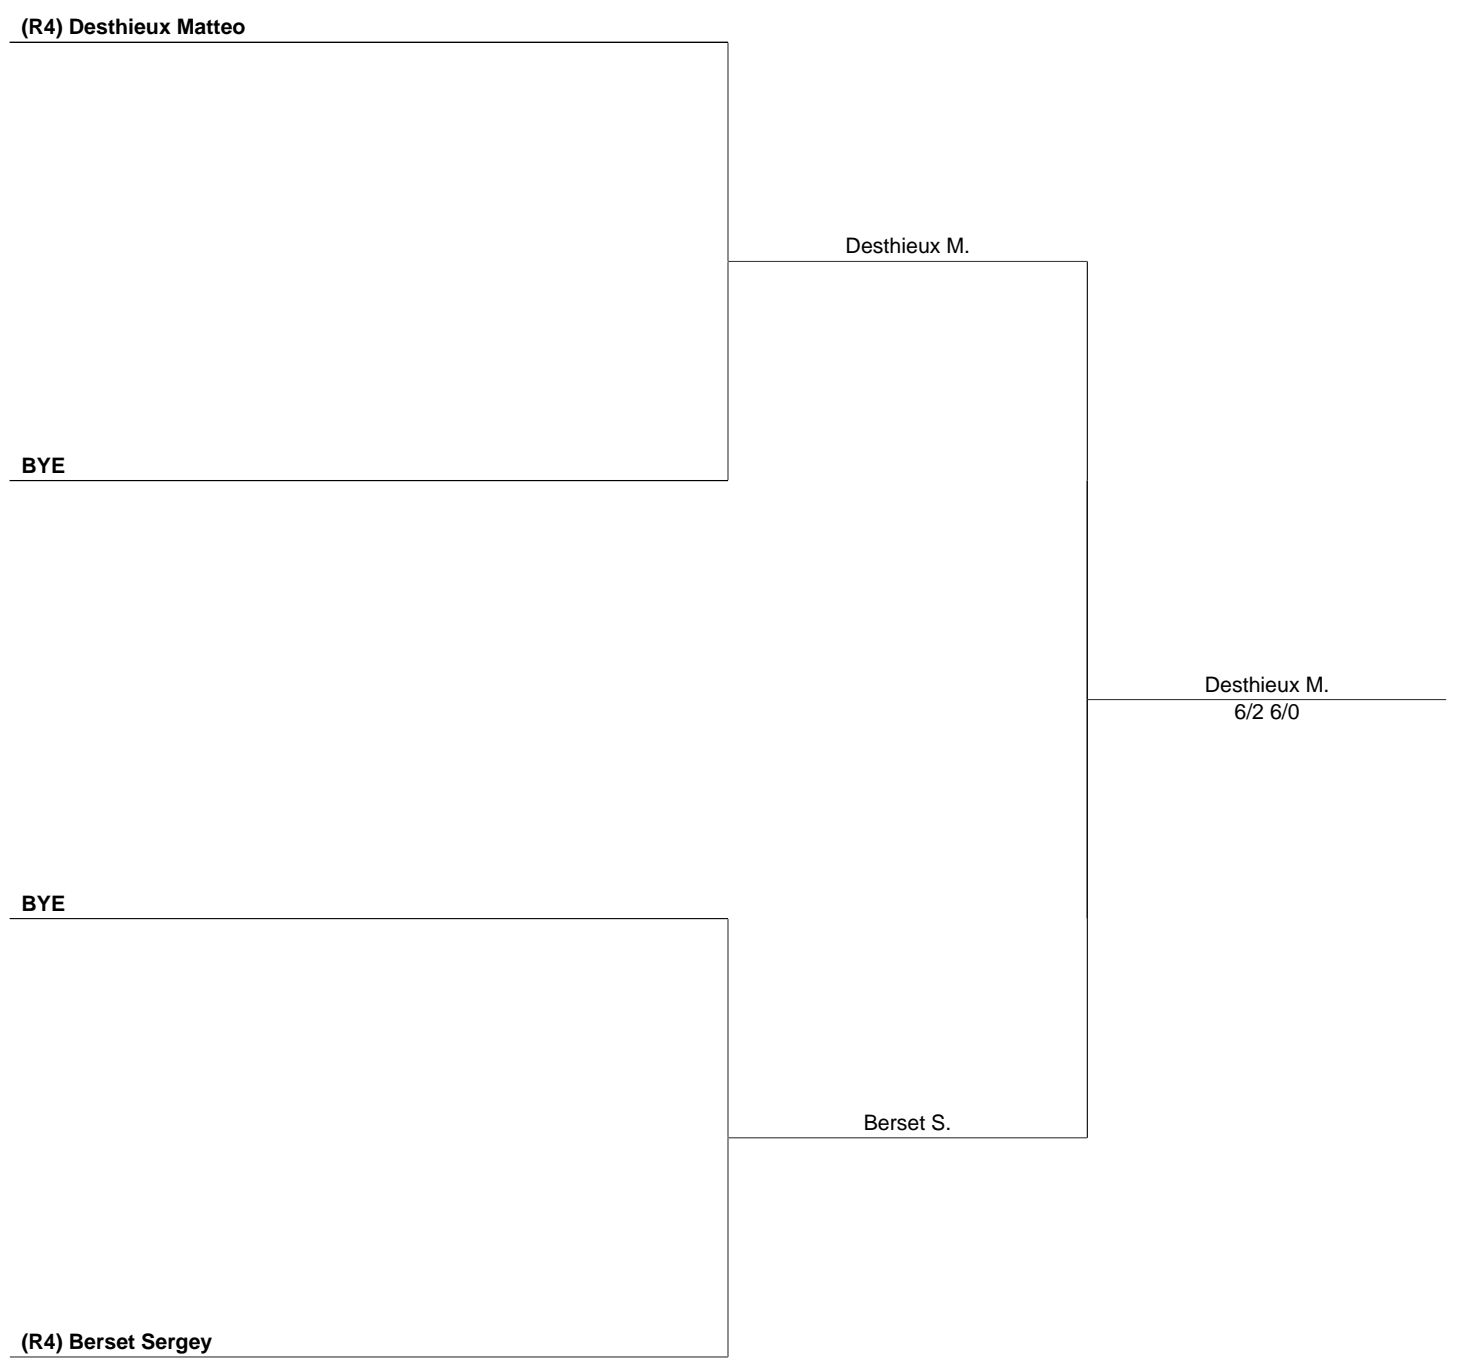 (R4) Desthieux Matteo
Desthieux M.
BYE
Desthieux M.
6/2 6/0
BYE
Berset S.
(R4) Berset Sergey